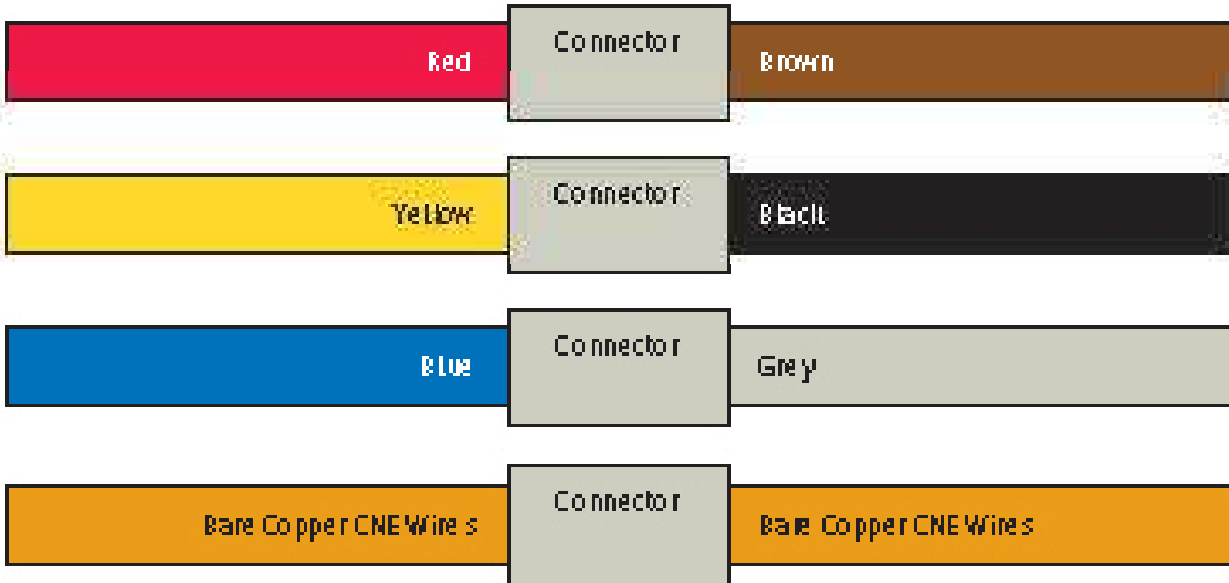 Red Connector Brown
Yellow Connector Black
Blue Connector Grey
Bare Copper CNE Wires Connector Bare Copper CNE Wires